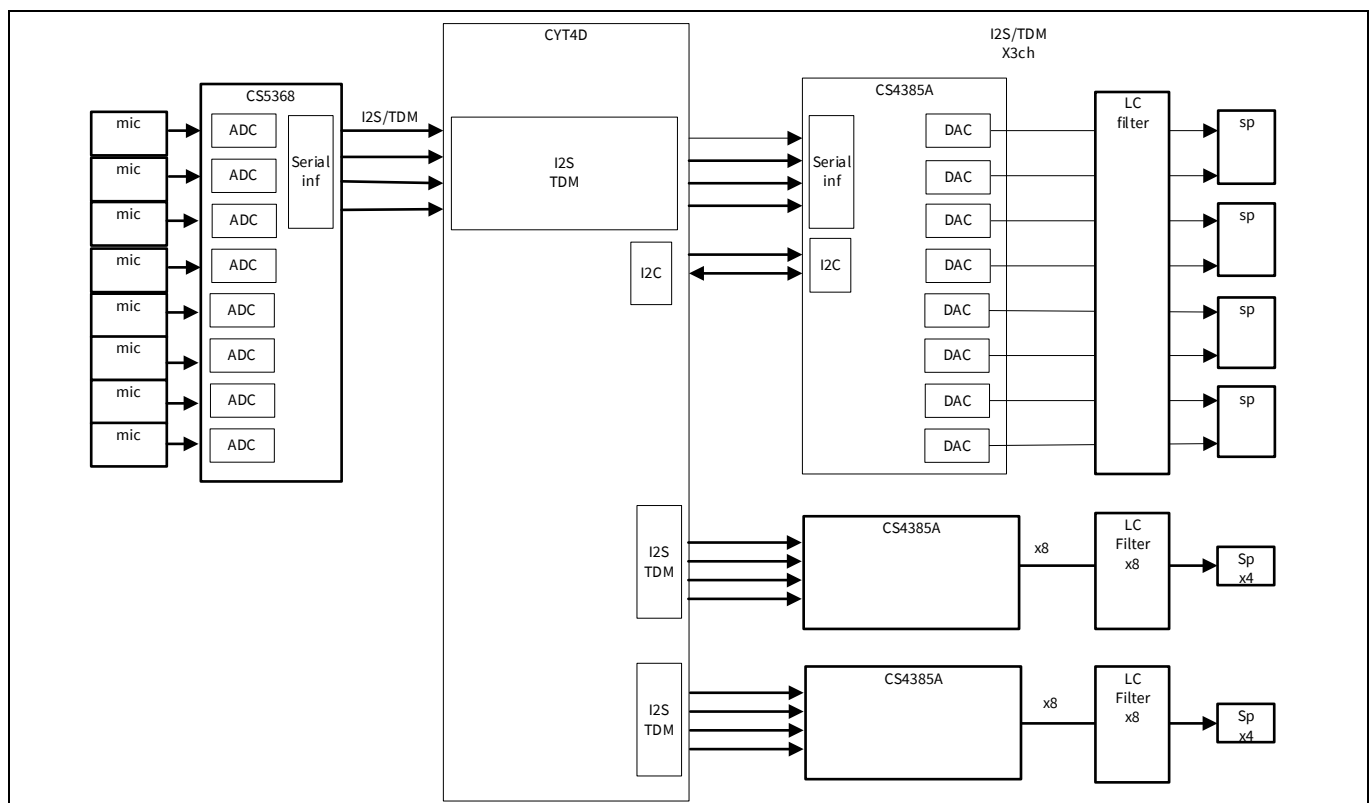 CYT4D
I2S/TDM
X3ch
CS5368
CS4385A
LC
filter
mic
mic
mic
mic
mic
mic
mic
mic
ADC
ADC
ADC
ADC
ADC
ADC
ADC
ADC
Serial
inf
I2S/TDM
I2S
TDM
I2C
Serial
inf
I2C
DAC
DAC
DAC
DAC
DAC
DAC
DAC
DAC
sp
sp
sp
sp
I2S
TDM
CS4385A
x8
LC
Filter
x8
Sp
x4
I2S
TDM
CS4385A
x8
LC
Filter
x8
Sp
x4